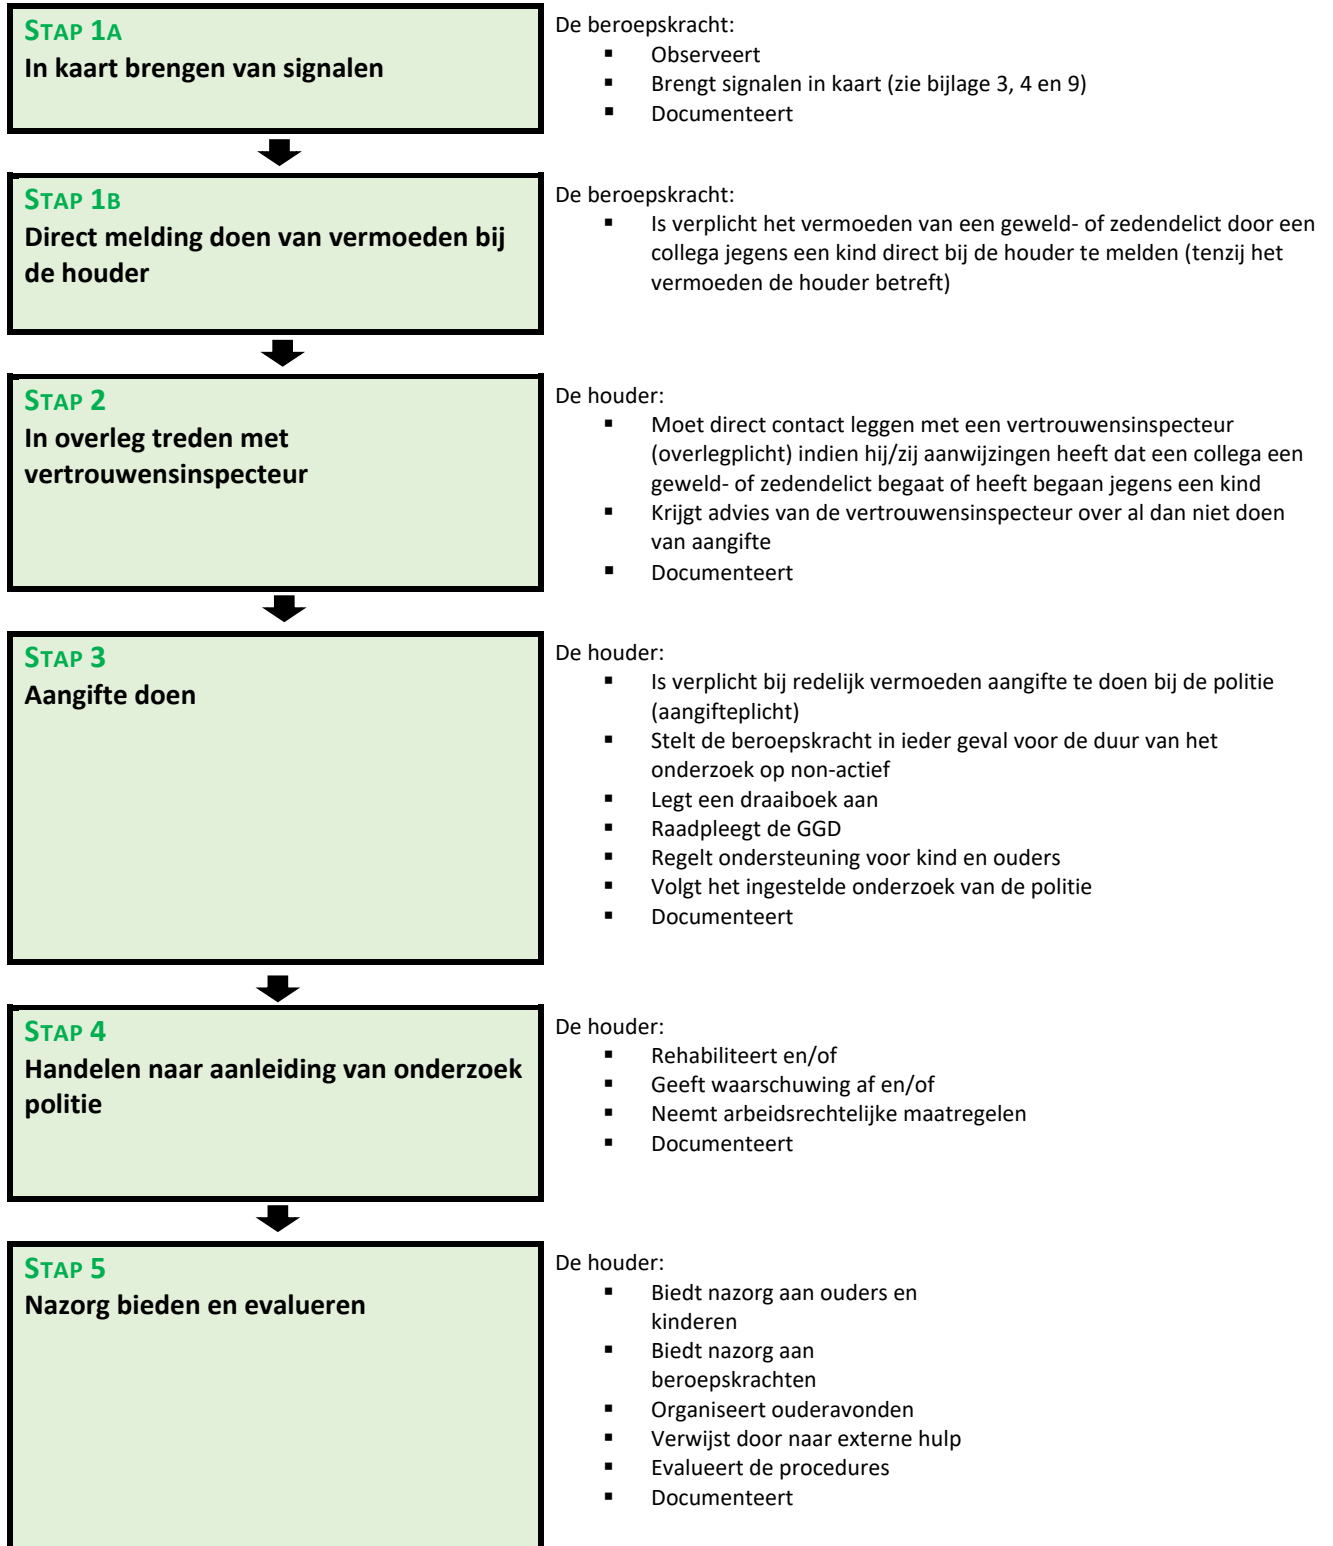 STAP 1A
In kaart brengen van signalen
De beroepskracht:
▪ Observeert
▪ Brengt signalen in kaart (zie bijlage 3, 4 en 9)
▪ Documenteert
STAP 1B
Direct melding doen van vermoeden bij
de houder
De beroepskracht:
▪ Is verplicht het vermoeden van een geweld- of zedendelict door een
collega jegens een kind direct bij de houder te melden (tenzij het
vermoeden de houder betreft)
STAP 2
In overleg treden met
vertrouwensinspecteur
De houder:
▪ Moet direct contact leggen met een vertrouwensinspecteur
(overlegplicht) indien hij/zij aanwijzingen heeft dat een collega een
geweld- of zedendelict begaat of heeft begaan jegens een kind
▪ Krijgt advies van de vertrouwensinspecteur over al dan niet doen
van aangifte
▪ Documenteert
STAP 3
Aangifte doen
De houder:
▪ Is verplicht bij redelijk vermoeden aangifte te doen bij de politie
(aangifteplicht)
▪ Stelt de beroepskracht in ieder geval voor de duur van het
onderzoek op non-actief
▪ Legt een draaiboek aan
▪ Raadpleegt de GGD
▪ Regelt ondersteuning voor kind en ouders
▪ Volgt het ingestelde onderzoek van de politie
▪ Documenteert
STAP 4
Handelen naar aanleiding van onderzoek
politie
De houder:
▪ Rehabiliteert en/of
▪ Geeft waarschuwing af en/of
▪ Neemt arbeidsrechtelijke maatregelen
▪ Documenteert
STAP 5
Nazorg bieden en evalueren
De houder:
▪ Biedt nazorg aan ouders en
kinderen
▪ Biedt nazorg aan
beroepskrachten
▪ Organiseert ouderavonden
▪ Verwijst door naar externe hulp
▪ Evalueert de procedures
▪ Documenteert